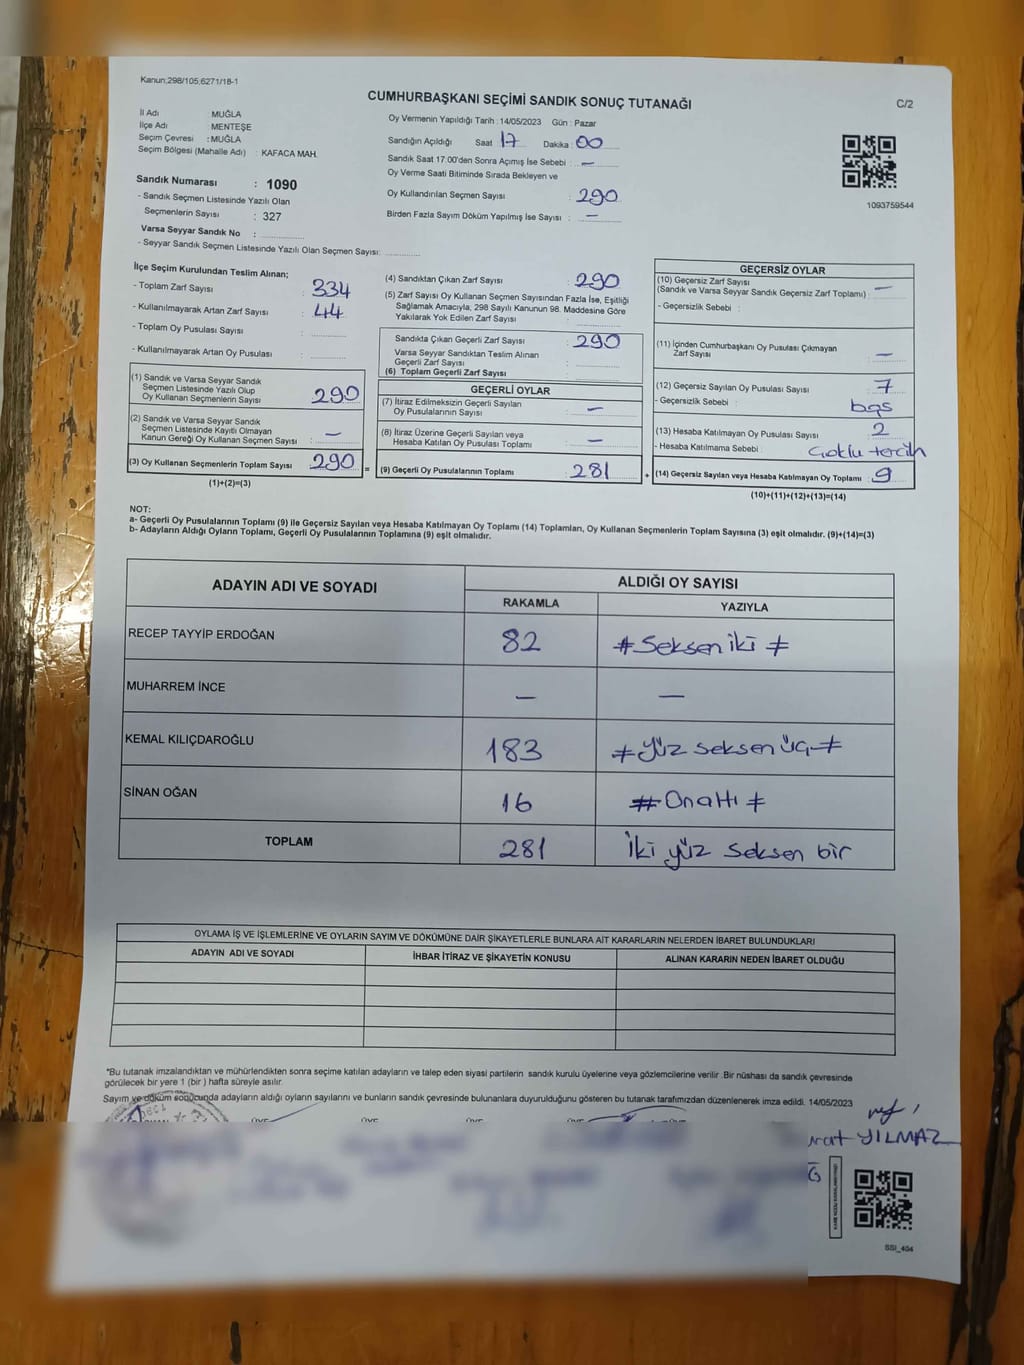 Kanun;298/105;6271/18-1
CUMHURBAŞKANI SEÇİMİ SANDIK SONUÇ TUTANAĞI
C/2
İl Adı : MUĞLA
İlçe Adı : MENTEŞE
Seçim Çevresi : MUĞLA
Seçim Bölgesi (Mahalle Adı) : KAFACA MAH.
Sandık Numarası : 1090
- Sandık Seçmen Listesinde Yazılı Olan
Seçmenlerin Sayısı : 327
Varsa Seyyar Sandık No :
- Seyyar Sandık Seçmen Listesinde Yazılı Olan Seçmen Sayısı:
Oy Vermenin Yapıldığı Tarih : 14/05/2023 Gün : Pazar
Sandığın Açıldığı Saat 17 Dakika : 00
Sandık Saat 17:00'den Sonra Açımış İse Sebebi : —
Oy Verme Saati Bitiminde Sırada Bekleyen ve
Oy Kullandırılan Seçmen Sayısı : 290
Birden Fazla Sayım Döküm Yapılmış İse Sayısı : —
1093759544
İlçe Seçim Kurulundan Teslim Alınan;
- Toplam Zarf Sayısı : 334
- Kullanılmayarak Artan Zarf Sayısı : 44
- Toplam Oy Pusulası Sayısı :
- Kullanılmayarak Artan Oy Pusulası :
(1) Sandık ve Varsa Seyyar Sandık
Seçmen Listesinde Yazılı Olup
Oy Kullanan Seçmenlerin Sayısı : 290
(2) Sandık ve Varsa Seyyar Sandık
Seçmen Listesinde Kayıtlı Olmayan
Kanun Gereği Oy Kullanan Seçmen Sayısı : —
(3) Oy Kullanan Seçmenlerin Toplam Sayısı 290 =
(1)+(2)=(3)
(4) Sandıktan Çıkan Zarf Sayısı : 290
(5) Zarf Sayısı Oy Kullanan Seçmen Sayısından Fazla İse, Eşitliği
Sağlamak Amacıyla, 298 Sayılı Kanunun 98. Maddesine Göre
Yakılarak Yok Edilen Zarf Sayısı :
Sandıkta Çıkan Geçerli Zarf Sayısı : 290
Varsa Seyyar Sandıktan Teslim Alınan
Geçerli Zarf Sayısı :
(6) Toplam Geçerli Zarf Sayısı :
GEÇERLİ OYLAR
(7) İtiraz Edilmeksizin Geçerli Sayılan
Oy Pusulalarının Sayısı : —
(8) İtiraz Üzerine Geçerli Sayılan veya
Hesaba Katılan Oy Pusulası Toplamı : —
(9) Geçerli Oy Pusulalarının Toplamı : 281 +
GEÇERSİZ OYLAR
(10) Geçersiz Zarf Sayısı
(Sandık ve Varsa Seyyar Sandık Geçersiz Zarf Toplamı) : —
- Geçersizlik Sebebi :
(11) İçinden Cumhurbaşkanı Oy Pusulası Çıkmayan
Zarf Sayısı : —
(12) Geçersiz Sayılan Oy Pusulası Sayısı : 7
- Geçersizlik Sebebi : boş
(13) Hesaba Katılmayan Oy Pusulası Sayısı : 2
- Hesaba Katılmama Sebebi : çoklu tercih
(14) Geçersiz Sayılan veya Hesaba Katılmayan Oy Toplamı : 9
(10)+(11)+(12)+(13)=(14)
NOT:
a- Geçerli Oy Pusulalarının Toplamı (9) ile Geçersiz Sayılan veya Hesaba Katılmayan Oy Toplamı (14) Toplamları, Oy Kullanan Seçmenlerin Toplam Sayısına (3) eşit olmalıdır. (9)+(14)=(3)
b- Adayların Aldığı Oyların Toplamı, Geçerli Oy Pusulalarının Toplamına (9) eşit olmalıdır.
ADAYIN ADI VE SOYADI ALDIĞI OY SAYISI
RAKAMLA YAZIYLA
RECEP TAYYİP ERDOĞAN 82 # Seksen iki #
MUHARREM İNCE — —
KEMAL KILIÇDAROĞLU 183 # yüz seksen üç #
SİNAN OĞAN 16 # Onaltı #
TOPLAM 281 İki yüz seksen bir
OYLAMA İŞ VE İŞLEMLERİNE VE OYLARIN SAYIM VE DÖKÜMÜNE DAİR ŞİKAYETLERLE BUNLARA AİT KARARLARIN NELERDEN İBARET BULUNDUKLARI
ADAYIN ADI VE SOYADI İHBAR İTİRAZ VE ŞİKAYETİN KONUSU ALINAN KARARIN NEDEN İBARET OLDUĞU
"Bu tutanak imzalandıktan ve mühürlendikten sonra seçime katılan adayların ve talep eden siyasi partilerin sandık kurulu üyelerine veya gözlemcilerine verilir .Bir nüshası da sandık çevresinde
görülecek bir yere 1 (bir ) hafta süreyle asılır.
Sayım ve döküm sonucunda adayların aldığı oyların sayılarını ve bunların sandık çevresinde bulunanlara duyurulduğunu gösteren bu tutanak tarafımızdan düzenlenerek imza edildi. 14/05/2023
YILMAZ
SSI_404